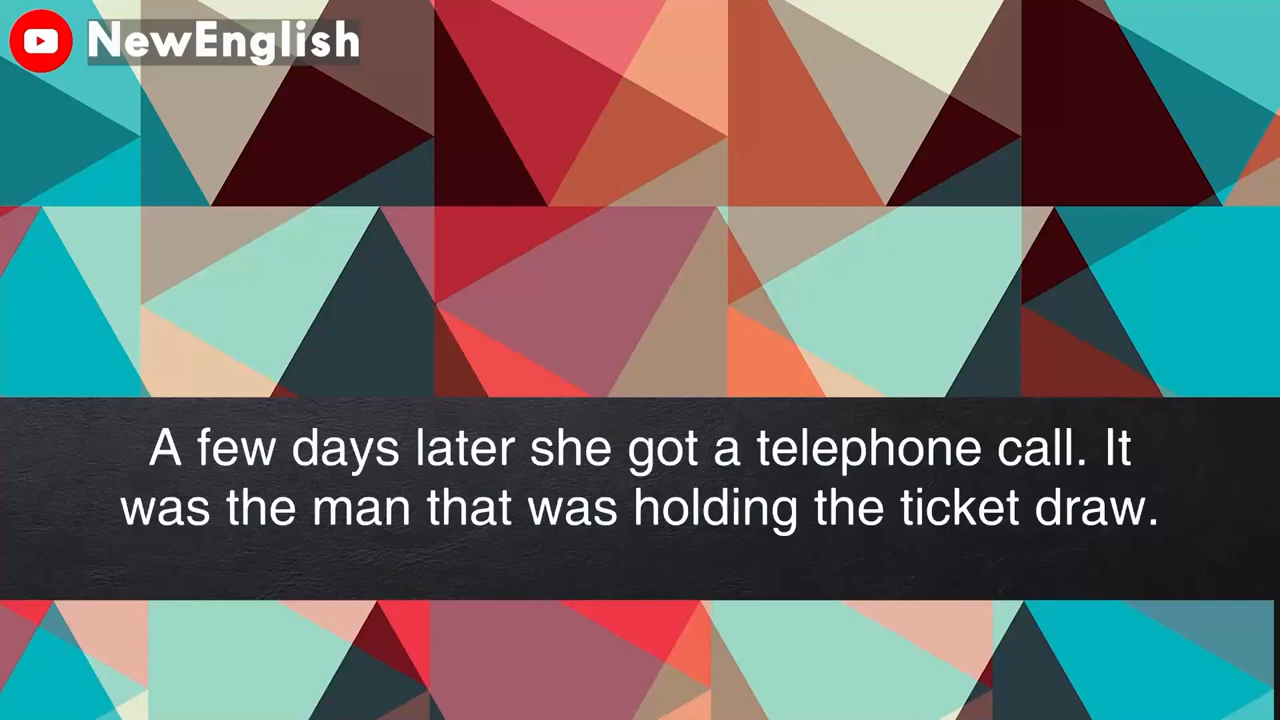 NewEnglish
A few days later she got a telephone call. It
was the man that was holding the ticket draw.